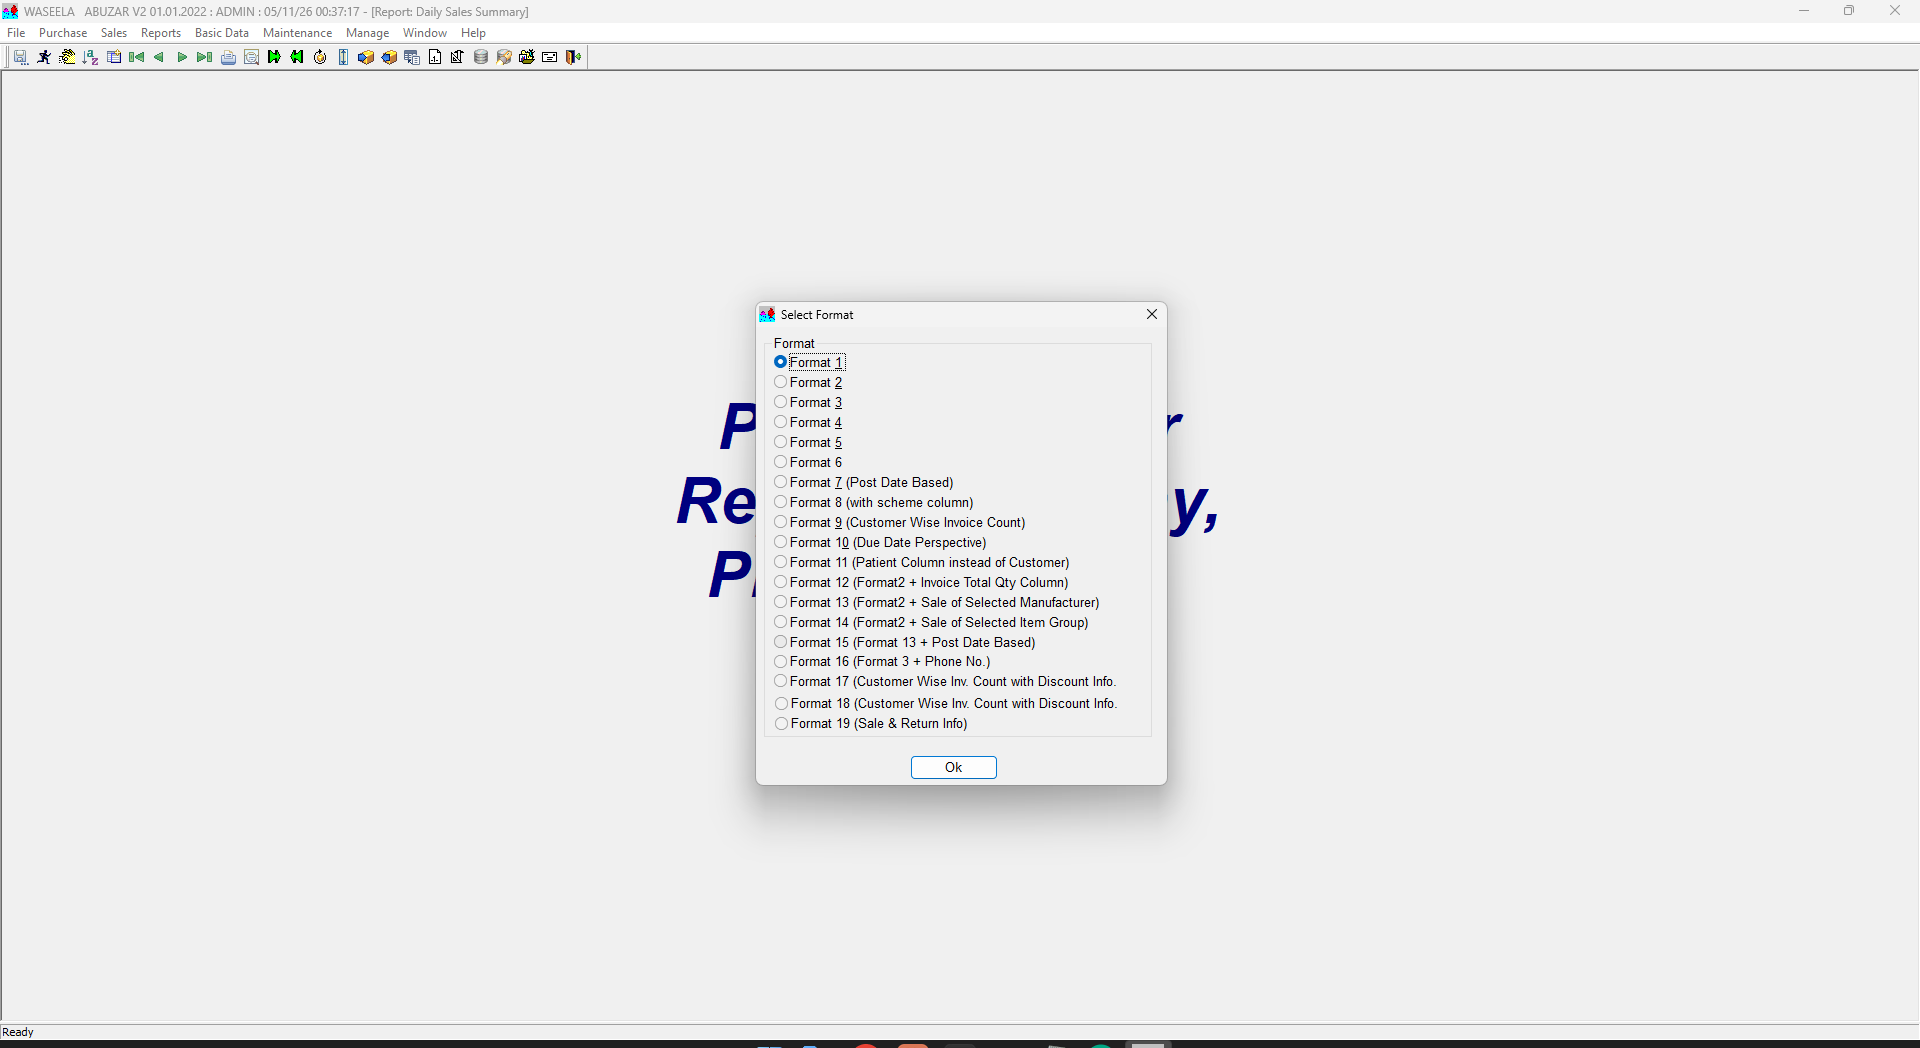 WASEELA   ABUZAR V2 01.01.2022 : ADMIN : 05/11/26 00:37:17 - [Report: Daily Sales Summary]
File Purchase Sales Reports Basic Data Maintenance Manage Window Help
Select Format
Format
Format 1
Format 2
Format 3
Format 4
Format 5
Format 6
Format 7 (Post Date Based)
Format 8 (with scheme column)
Format 9 (Customer Wise Invoice Count)
Format 10 (Due Date Perspective)
Format 11 (Patient Column instead of Customer)
Format 12 (Format2 + Invoice Total Qty Column)
Format 13 (Format2 + Sale of Selected Manufacturer)
Format 14 (Format2 + Sale of Selected Item Group)
Format 15 (Format 13 + Post Date Based)
Format 16 (Format 3 + Phone No.)
Format 17 (Customer Wise Inv. Count with Discount Info.
Format 18 (Customer Wise Inv. Count with Discount Info.
Format 19 (Sale & Return Info)
Ok
Ready